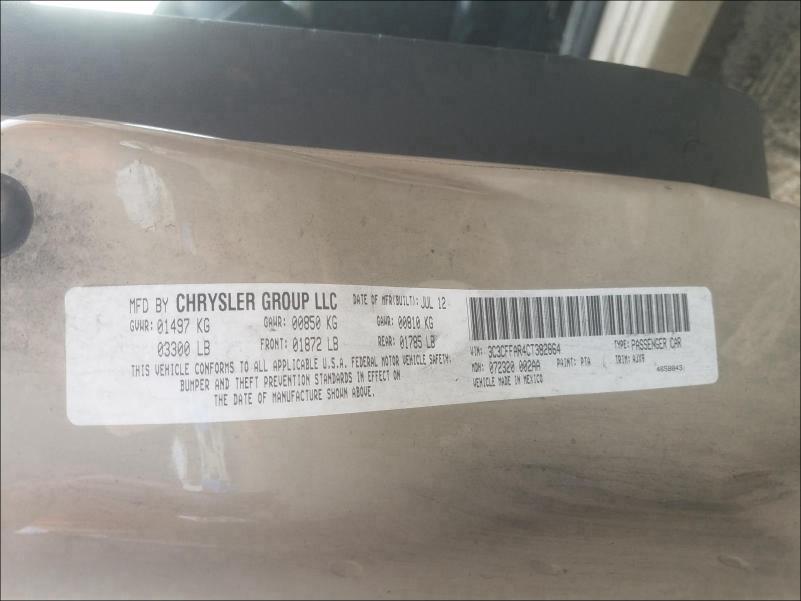 MFD BY CHRYSLER GROUP LLC DATE OF MFR(BUILT): JUL 12
GVWR: 01497 KG GAWR: 00850 KG GAWR: 00810 KG
03300 LB FRONT: 01872 LB REAR: 01785 LB
THIS VEHICLE CONFORMS TO ALL APPLICABLE U.S.A. FEDERAL MOTOR VEHICLE SAFETY,
BUMPER AND THEFT PREVENTION STANDARDS IN EFFECT ON
THE DATE OF MANUFACTURE SHOWN ABOVE.
VIN: 3C3CFFAR4CT382864 TYPE: PASSENGER CAR
MDH: 072320 002AA PAINT: PTA TRIM: AJX9
VEHICLE MADE IN MEXICO 4658843